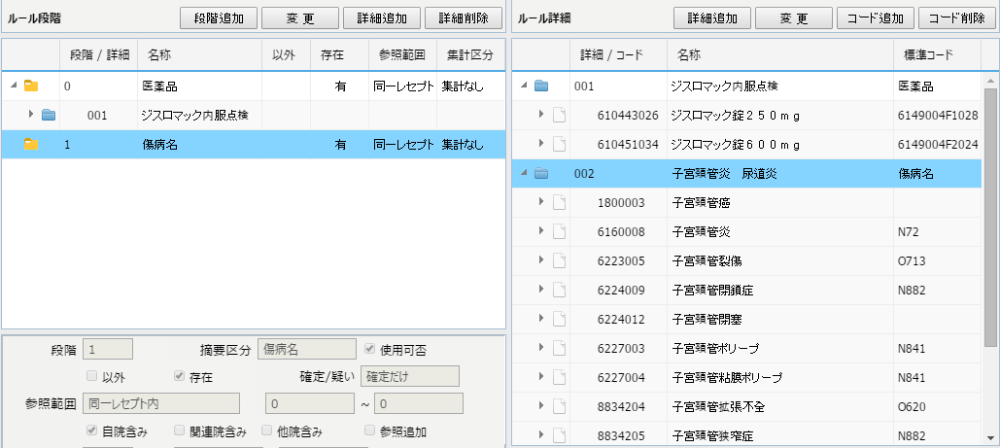 ルール段階 段階追加 変 更 詳細追加 詳細削除
段階 / 詳細 名称 以外 存在 参照範囲 集計区分
0 医薬品 有 同一レセプト 集計なし
001 ジスロマック内服点検
1 傷病名 有 同一レセプト 集計なし
段階 1 摘要区分 傷病名 使用可否
以外 存在 確定/疑い 確定だけ
参照範囲 同一レセプト内 0 ~ 0
自院含み 関連院含み 他院含み 参照追加
ルール詳細 詳細追加 変 更 コード追加 コード削除
詳細 / コード 名称 標準コード
001 ジスロマック内服点検 医薬品
610443026 ジスロマック錠２５０ｍｇ 6149004F1028
610451034 ジスロマック錠６００ｍｇ 6149004F2024
002 子宮頚管炎　尿道炎 傷病名
1800003 子宮頚管癌
6160008 子宮頚管炎 N72
6223005 子宮頚管裂傷 O713
6224009 子宮頚管閉鎖症 N882
6224012 子宮頚管閉塞
6227003 子宮頚管ポリープ N841
6227004 子宮頚管粘膜ポリープ N841
8834204 子宮頚管拡張不全 O620
8834205 子宮頚管狭窄症 N882